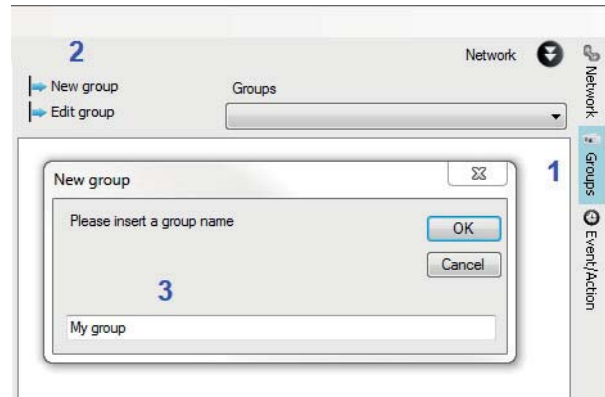 2
Network
New group
Groups
Edit group
New group
1
Please insert a group name
OK
Cancel
3
My group
Network
Groups
Event/Action